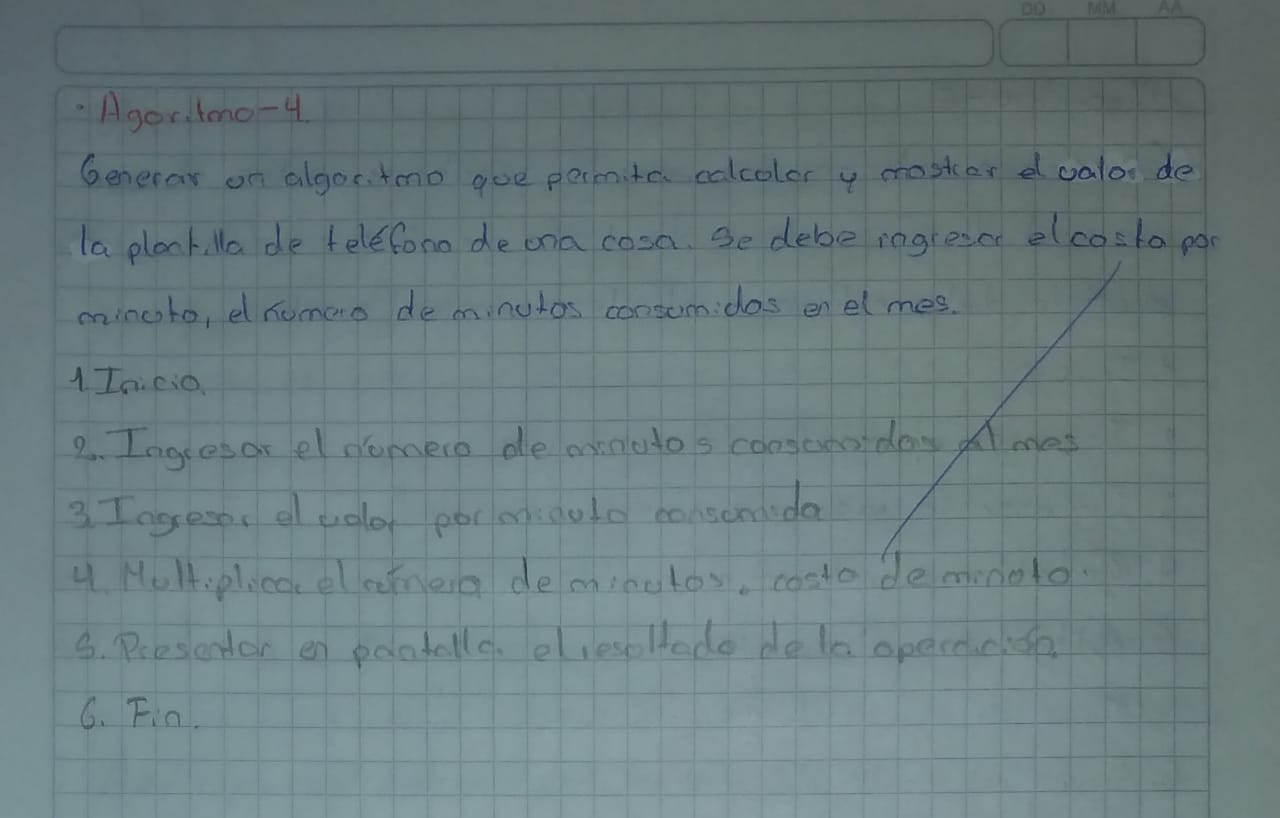 DD MM AA
· Agoritmo-4.
Generar un algoritmo que permita calcular y mostrar el valor de
la plantilla de teléfono de una casa. Se debe ingresar el costo por
minuto, el número de minutos consumidos en el mes.
1. Inicio.
2. Ingresar el número de minutos consumidos al mes
3. Ingresar el valor por minuto consumido
4. Multiplicar el número de minutos . costo de minuto.
5. Presentar en pantalla el resultado de la operación.
6. Fin.